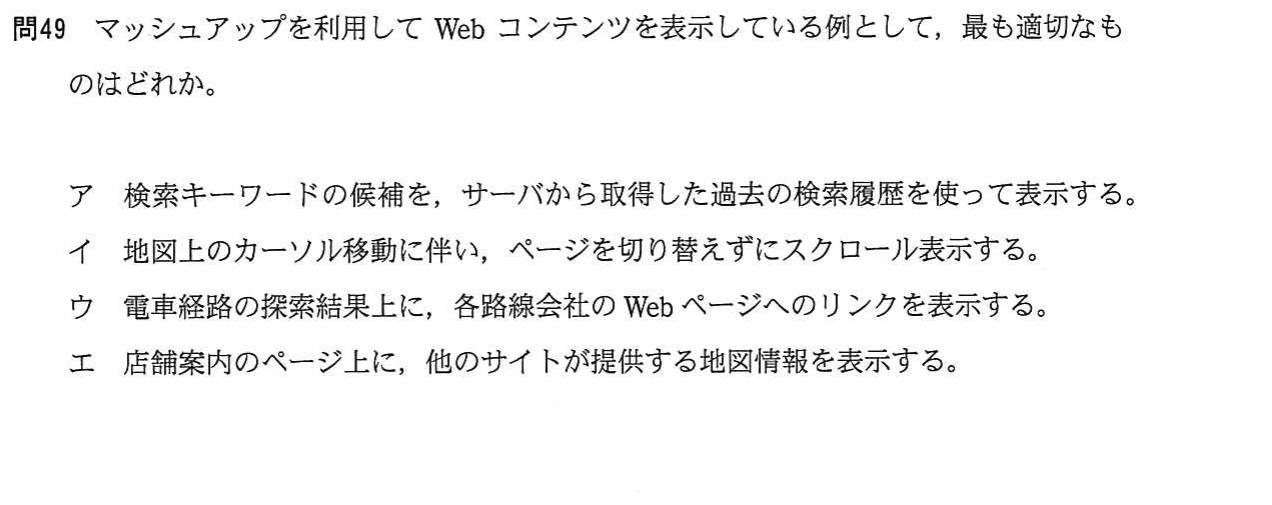 問49 マッシュアップを利用して Web コンテンツを表示している例として，最も適切なも
のはどれか。
ア 検索キーワードの候補を，サーバから取得した過去の検索履歴を使って表示する。
イ 地図上のカーソル移動に伴い，ページを切り替えずにスクロール表示する。
ウ 電車経路の探索結果上に，各路線会社の Web ページへのリンクを表示する。
エ 店舗案内のページ上に，他のサイトが提供する地図情報を表示する。